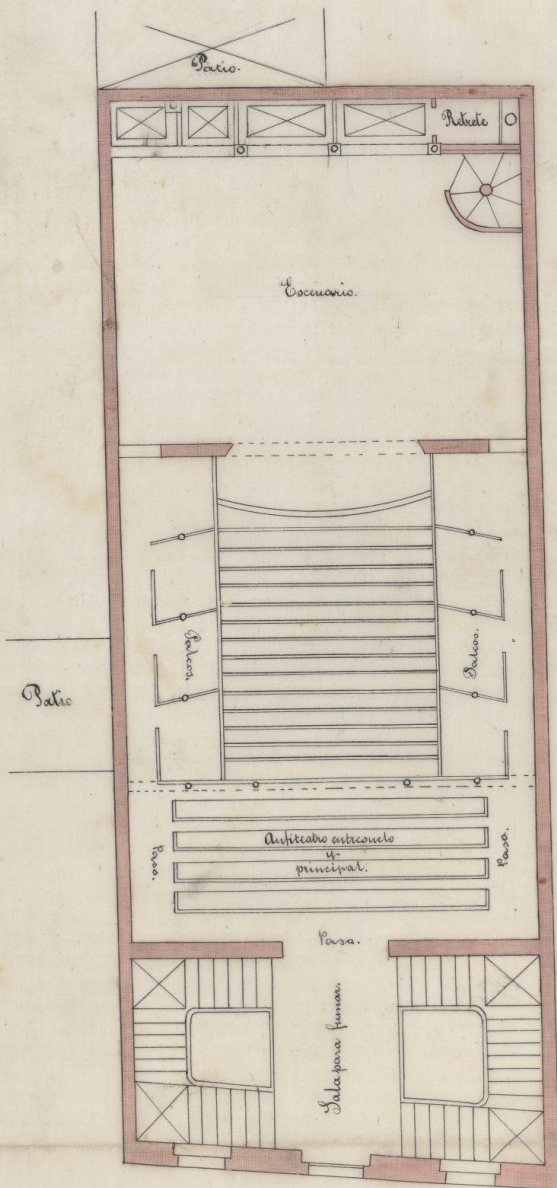 Patio.
Retrete
Escenario.
Palcos.
Palcos.
Patio
Anfiteatro entresuelo
y
principal.
Paso.
Paso.
Paso.
Sala para fumar.